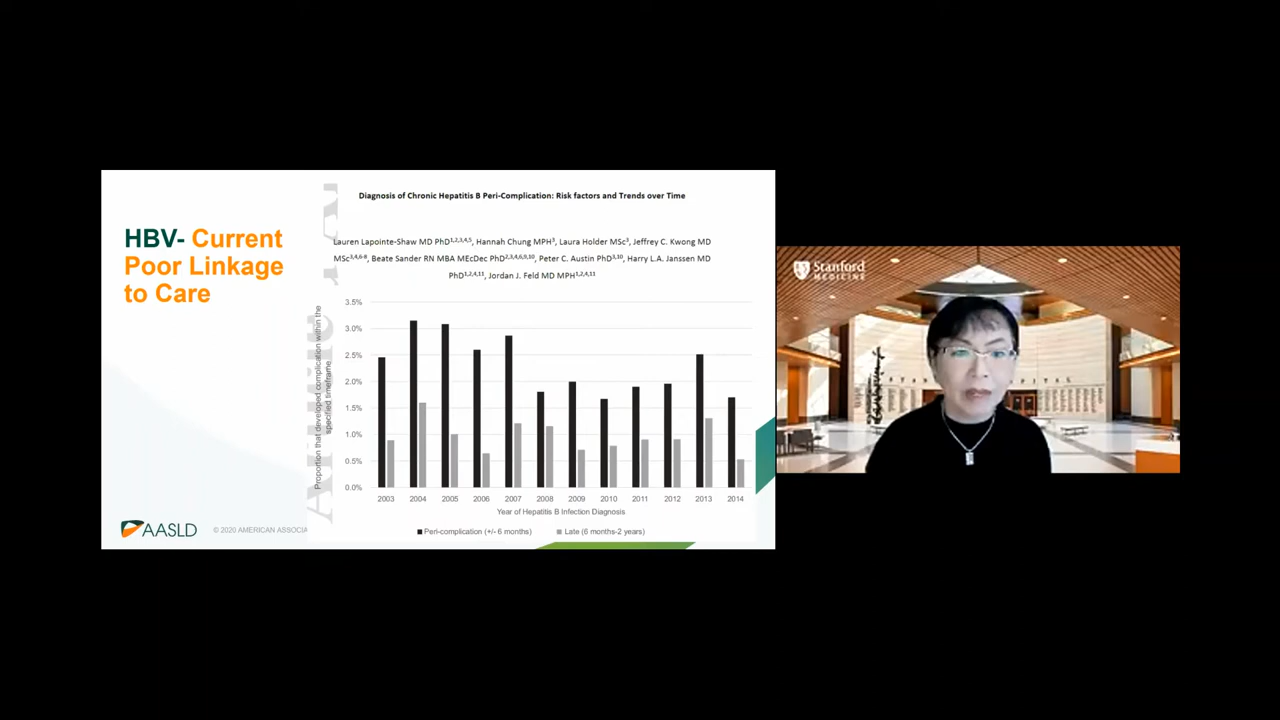 Diagnosis of Chronic Hepatitis B Peri-Complication: Risk factors and Trends over Time
HBV- Current
Poor Linkage
to Care
Lauren Lapointe-Shaw MD PhD1,2,3,4,5, Hannah Chung MPH3, Laura Holder MSc3, Jeffrey C. Kwong MD
MSc3,4,6-8, Beate Sander RN MBA MEcDec PhD2,3,4,6,9,10, Peter C. Austin PhD3,10, Harry L.A. Janssen MD
PhD1,2,4,11, Jordan J. Feld MD MPH1,2,4,11
Proportion that developed complication within the
specified timeframe
3.5%
3.0%
2.5%
2.0%
1.5%
1.0%
0.5%
0.0%
2003 2004 2005 2006 2007 2008 2009 2010 2011 2012 2013 2014
Year of Hepatitis B Infection Diagnosis
Peri-complication (+/- 6 months) Late (6 months-2 years)
AASLD
© 2020 AMERICAN ASSOCIA
Stanford
MEDICINE